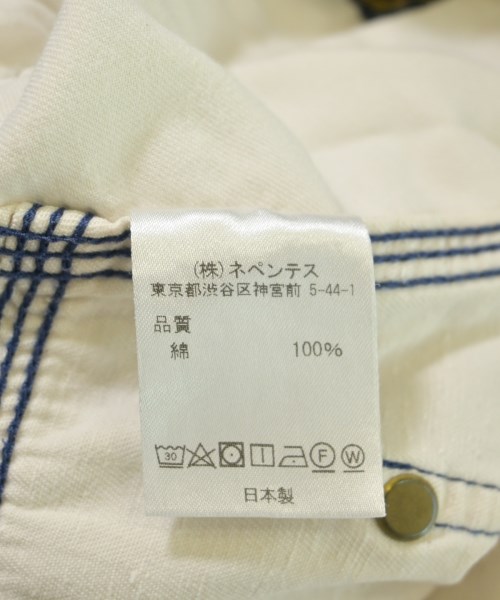 (株)ネペンテス
東京都渋谷区神宮前 5-44-1
品質
綿 100%
30 F W
日本製